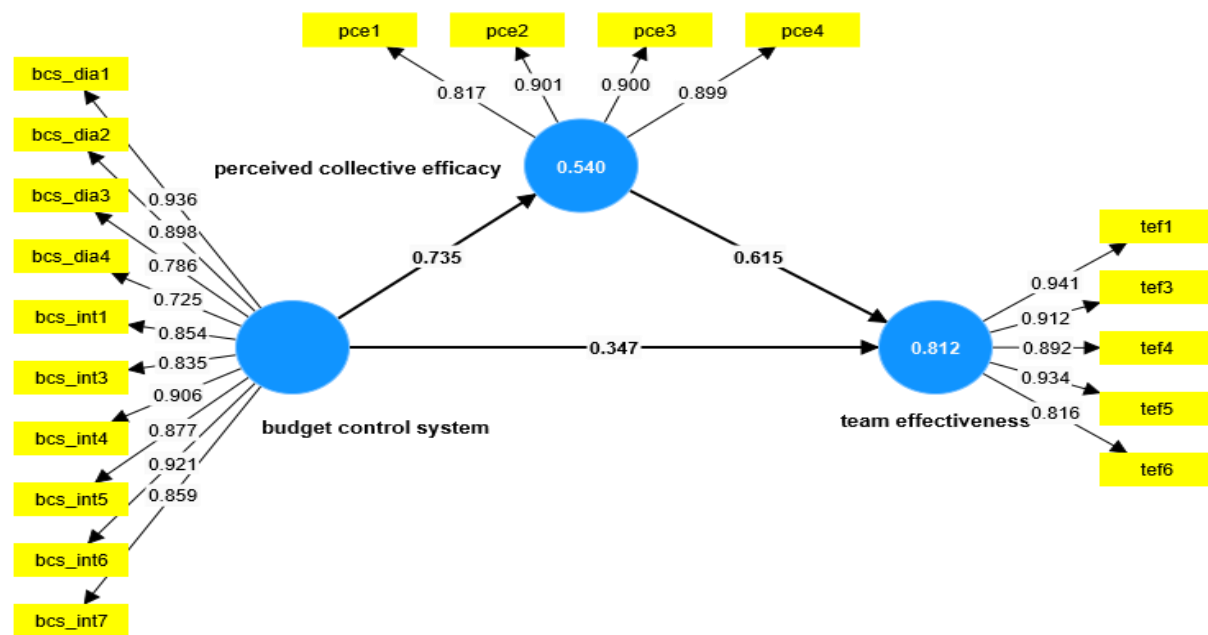 pce1
pce2
pce3
pce4
0.817
0.901
0.900
0.899
bcs_dia1
bcs_dia2
bcs_dia3
bcs_dia4
bcs_int1
bcs_int3
bcs_int4
bcs_int5
bcs_int6
bcs_int7
0.936
0.898
0.786
0.725
0.854
0.835
0.906
0.877
0.921
0.859
perceived collective efficacy
0.540
0.735
0.615
0.347
budget control system
0.812
team effectiveness
0.941
0.912
0.892
0.934
0.816
tef1
tef3
tef4
tef5
tef6